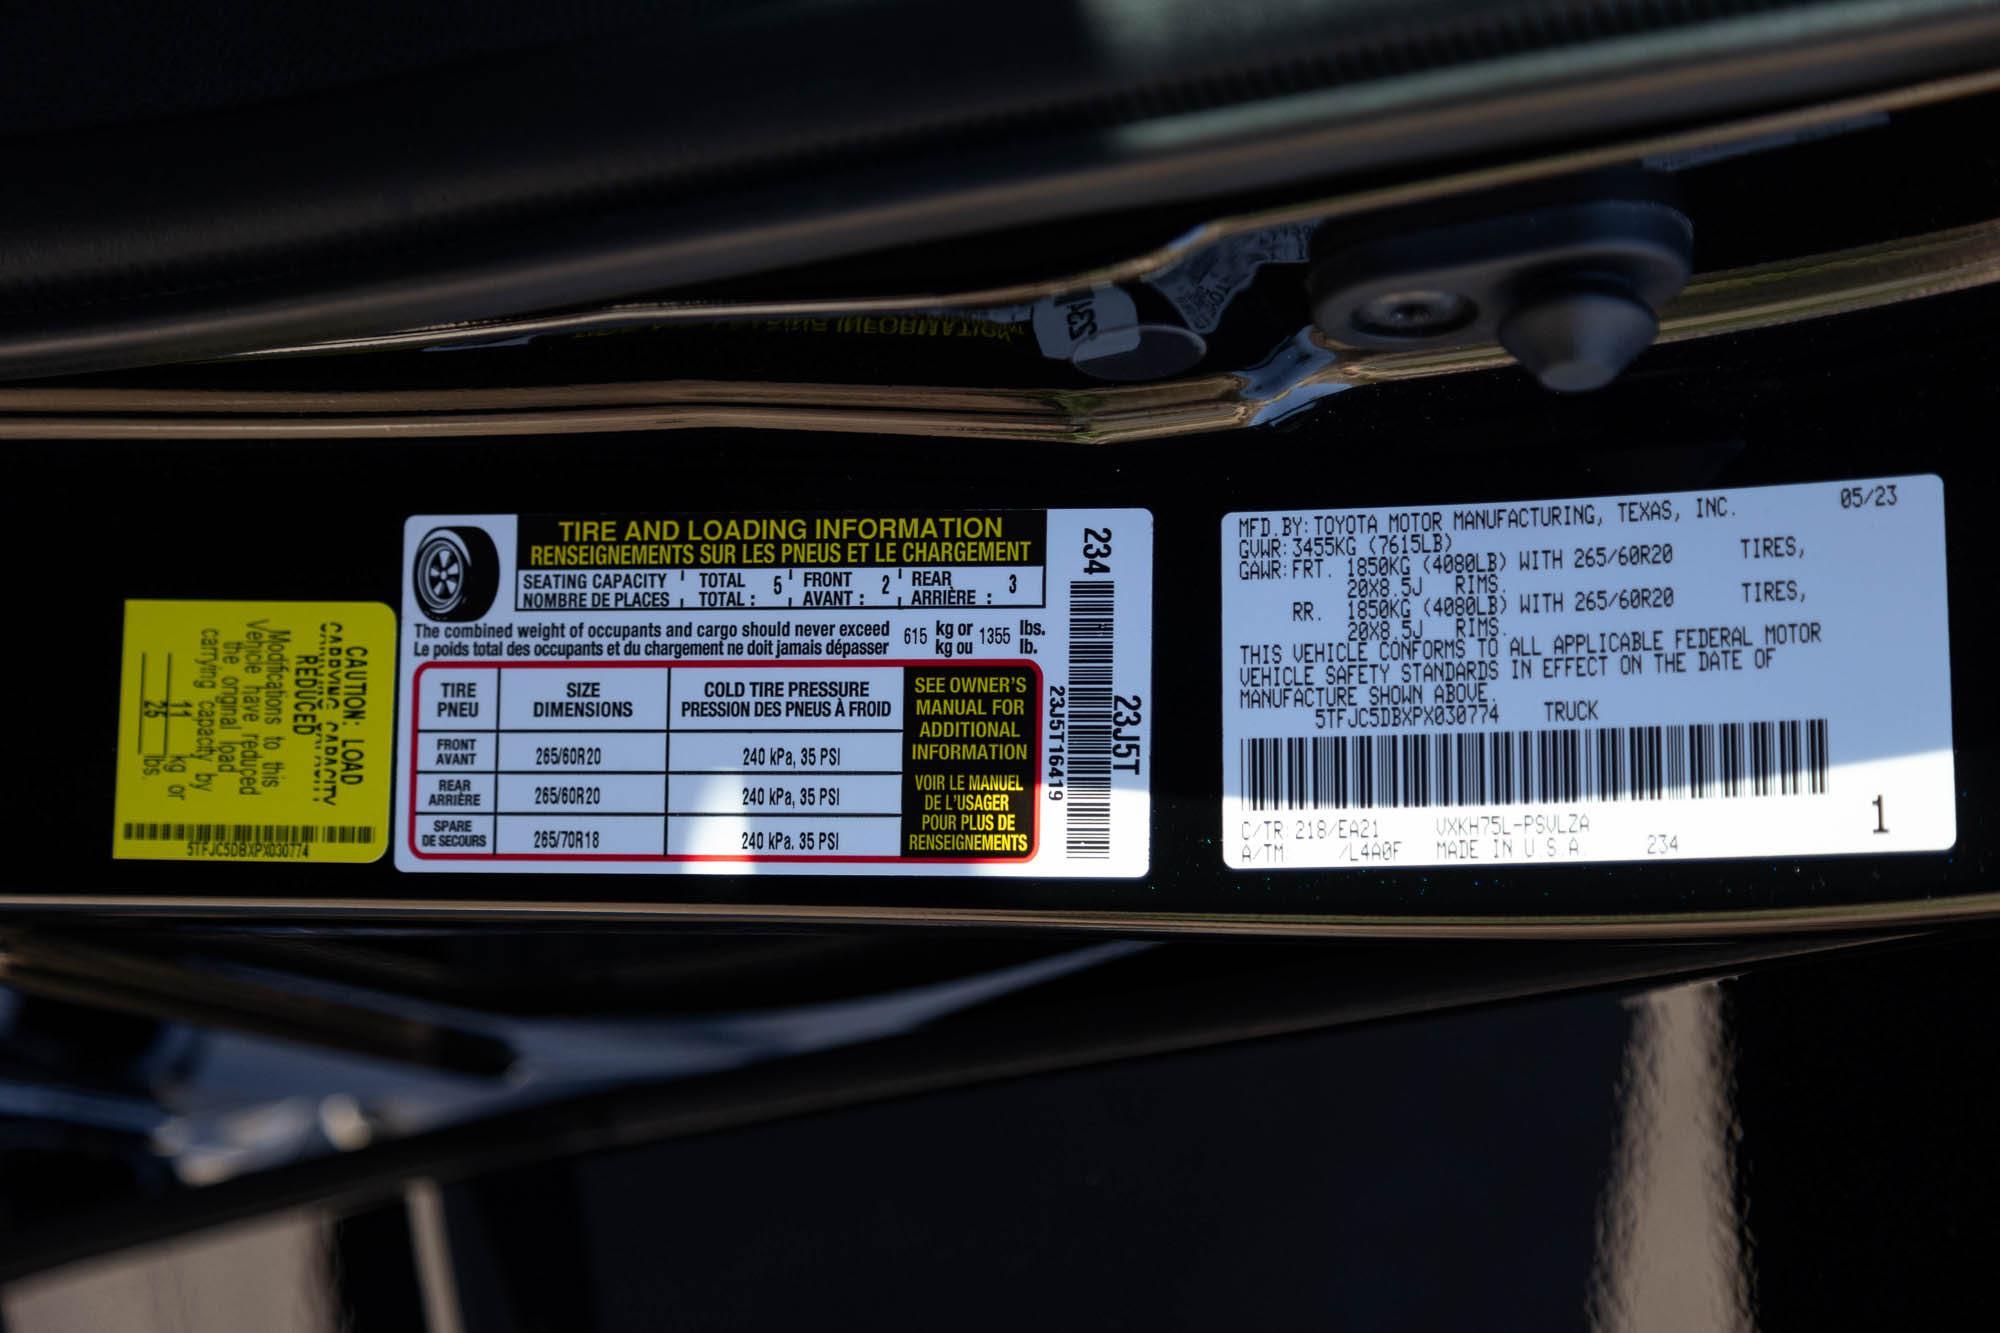 CAUTION: LOAD
CARRYING CAPACITY
REDUCED
Modifications to this
Vehicle have reduced
the original load
carrying capacity by
11 kg or
25 lbs.
5TFJC5DBXPX030774
TIRE AND LOADING INFORMATION
RENSEIGNEMENTS SUR LES PNEUS ET LE CHARGEMENT
SEATING CAPACITY TOTAL 5 FRONT 2 REAR 3
NOMBRE DE PLACES TOTAL : AVANT : ARRIÈRE :
The combined weight of occupants and cargo should never exceed 615 kg or 1355 lbs.
Le poids total des occupants et du chargement ne doit jamais dépasser kg ou lb.
TIRE SIZE COLD TIRE PRESSURE
PNEU DIMENSIONS PRESSION DES PNEUS À FROID
FRONT
AVANT 265/60R20 240 kPa, 35 PSI
REAR
ARRIÈRE 265/60R20 240 kPa, 35 PSI
SPARE
DE SECOURS 265/70R18 240 kPa. 35 PSI
SEE OWNER'S
MANUAL FOR
ADDITIONAL
INFORMATION
VOIR LE MANUEL
DE L'USAGER
POUR PLUS DE
RENSEIGNEMENTS
234
23J5T
23J5T16419
MFD.BY:TOYOTA MOTOR MANUFACTURING, TEXAS, INC. 05/23
GVWR:3455KG (7615LB)
GAWR:FRT. 1850KG (4080LB) WITH 265/60R20 TIRES,
20X8.5J RIMS.
RR. 1850KG (4080LB) WITH 265/60R20 TIRES,
20X8.5J RIMS.
THIS VEHICLE CONFORMS TO ALL APPLICABLE FEDERAL MOTOR
VEHICLE SAFETY STANDARDS IN EFFECT ON THE DATE OF
MANUFACTURE SHOWN ABOVE.
5TFJC5DBXPX030774 TRUCK
C/TR 218/EA21 VXKH75L-PSVLZA
A/TM /L4A0F MADE IN U.S.A. 234
1